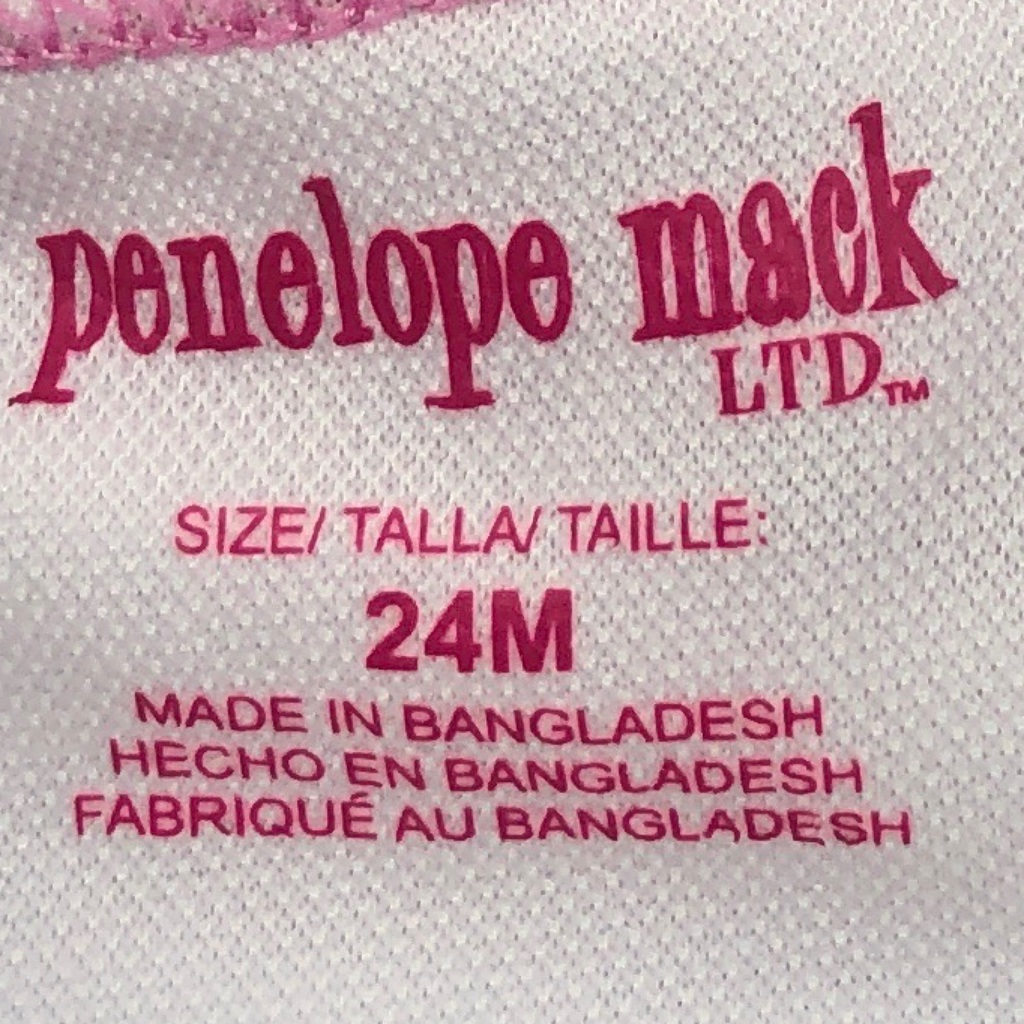 penelope mack
LTD™
SIZE/ TALLA/ TAILLE:
24M
MADE IN BANGLADESH
HECHO EN BANGLADESH
FABRIQUÉ AU BANGLADESH